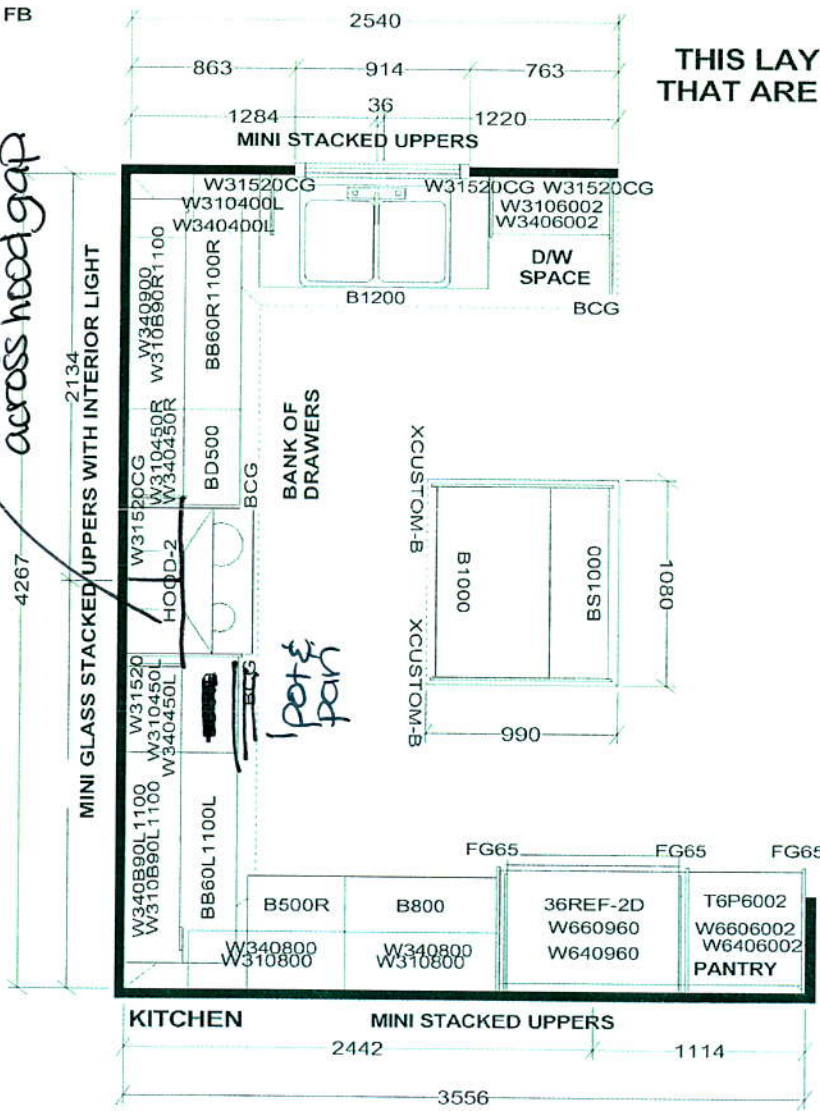 FB
2540
THIS LAY
THAT ARE
863
914
763
1284
36
1220
MINI STACKED UPPERS
across hood gap
W31520CG
W310400L
W340400L
W31520CG W31520CG
W3106002
W3406002
D/W
SPACE
B1200
BCG
4267
2134
MINI GLASS STACKED UPPERS WITH INTERIOR LIGHT
W340900
W310B90R1100
BB60R1100R
W31520CG
W310450R
W340450R
BD500
BCG
BANK OF
DRAWERS
HOOD-2
W31520
W310450L
W340450L
BCG
1 pot &
pan
XCUSTOM-B
XCUSTOM-B
B1000
BS1000
1080
990
W340B90L1100
W310B90L1100
BB60L1100L
FG65
FG65
FG65
B500R
B800
W340800
W310800
W340800
W310800
36REF-2D
W660960
W640960
T6P6002
W6606002
W6406002
PANTRY
KITCHEN
MINI STACKED UPPERS
2442
1114
3556